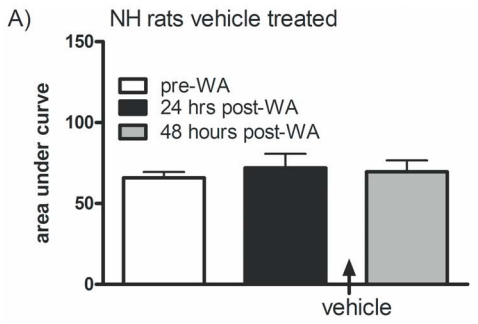 A)
NH rats vehicle treated
150
100
50
0
area under curve
pre-WA
24 hrs post-WA
48 hours post-WA
vehicle